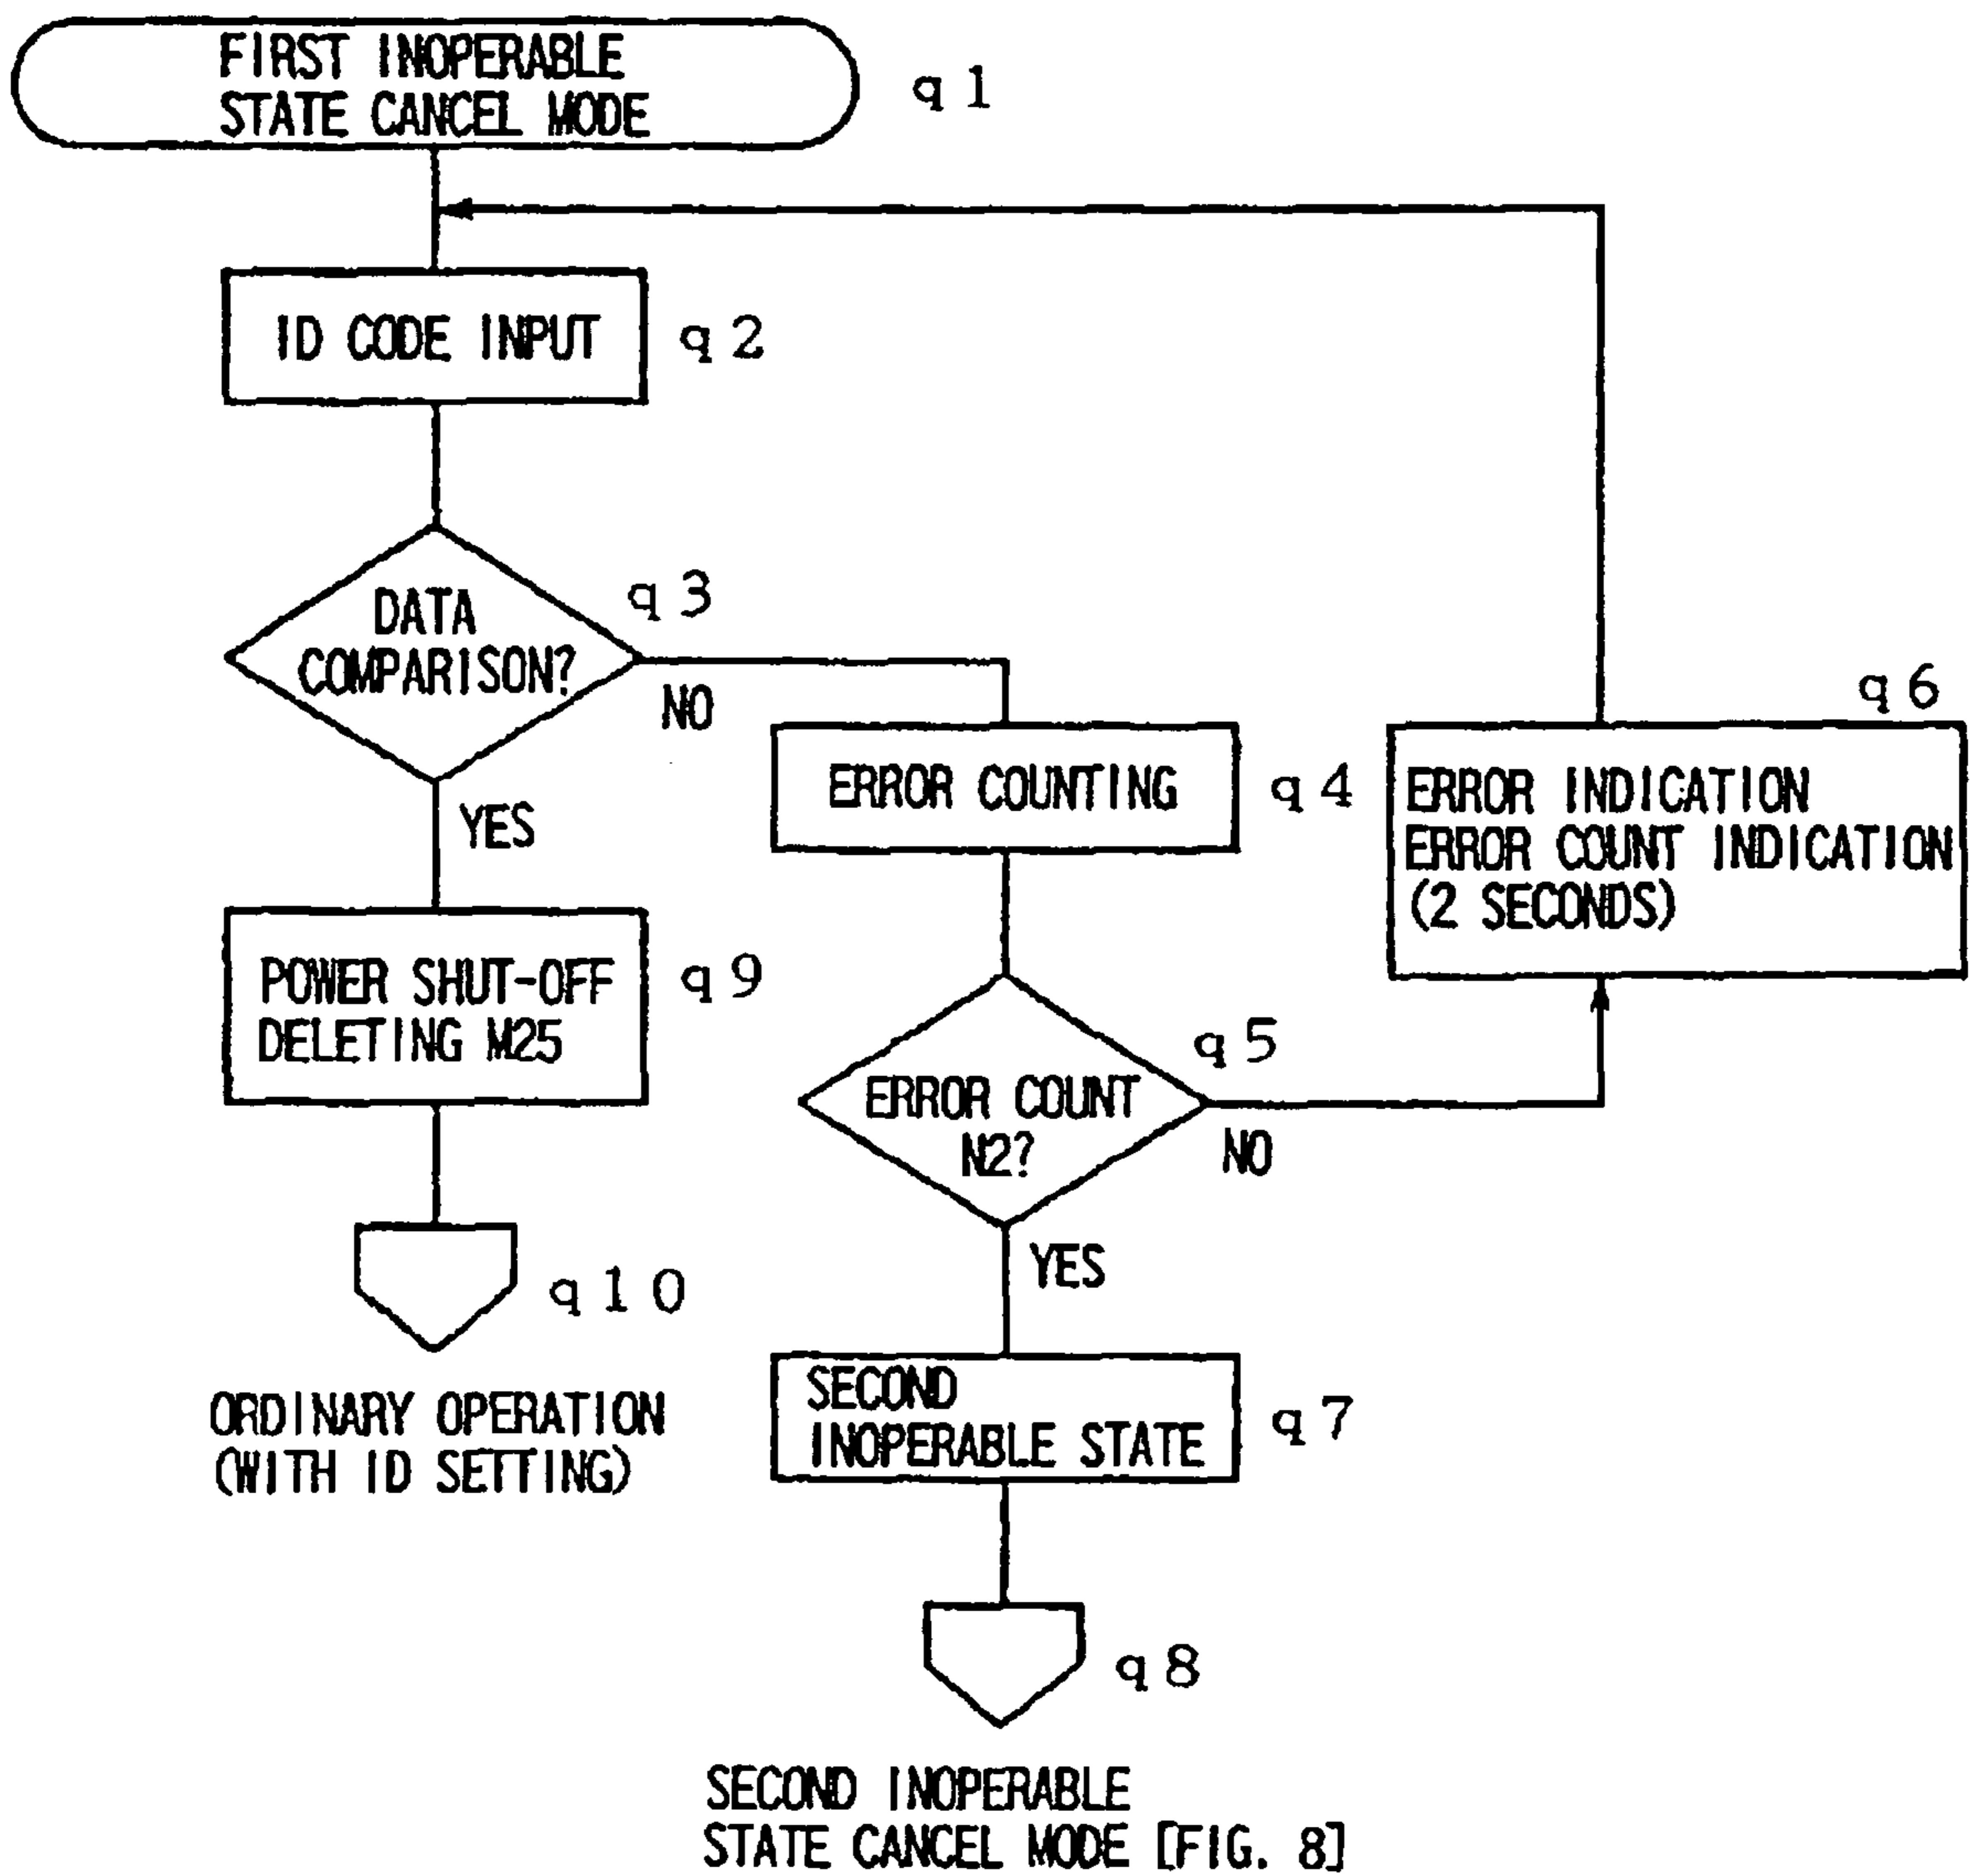 FIRST INOPERABLE
STATE CANCEL MODE
q1
ID CODE INPUT
q2
DATA
COMPARISON?
q3
NO
YES
ERROR COUNTING
q4
q6
ERROR INDICATION
ERROR COUNT INDICATION
(2 SECONDS)
POWER SHUT-OFF
DELETING M25
q9
ERROR COUNT
N2?
q5
NO
YES
q10
ORDINARY OPERATION
(WITH ID SETTING)
SECOND
INOPERABLE STATE
q7
q8
SECOND INOPERABLE
STATE CANCEL MODE [FIG. 8]